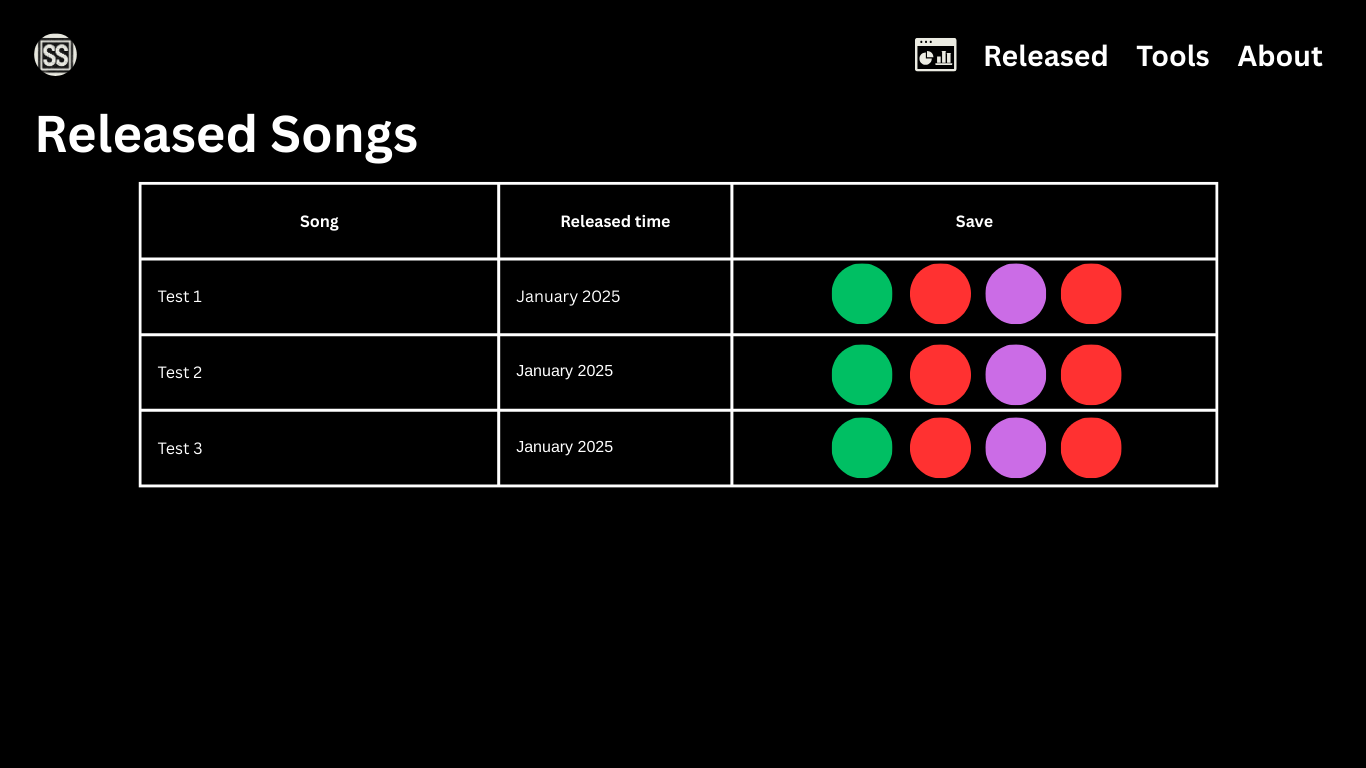 SS
Released Tools About
Released Songs
Song Released time Save
Test 1 January 2025
Test 2 January 2025
Test 3 January 2025